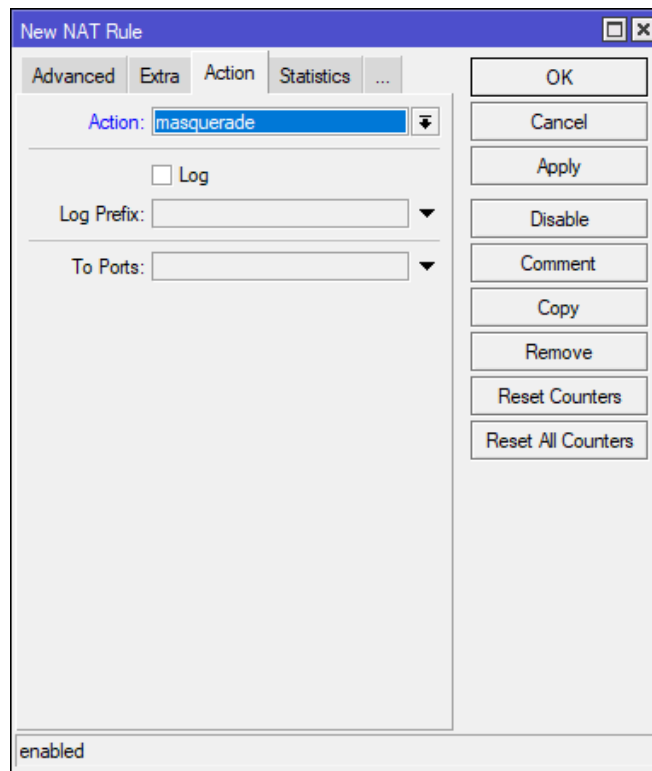 New NAT Rule
Advanced Extra Action Statistics ...
Action: masquerade
Log
Log Prefix:
To Ports:
OK
Cancel
Apply
Disable
Comment
Copy
Remove
Reset Counters
Reset All Counters
enabled